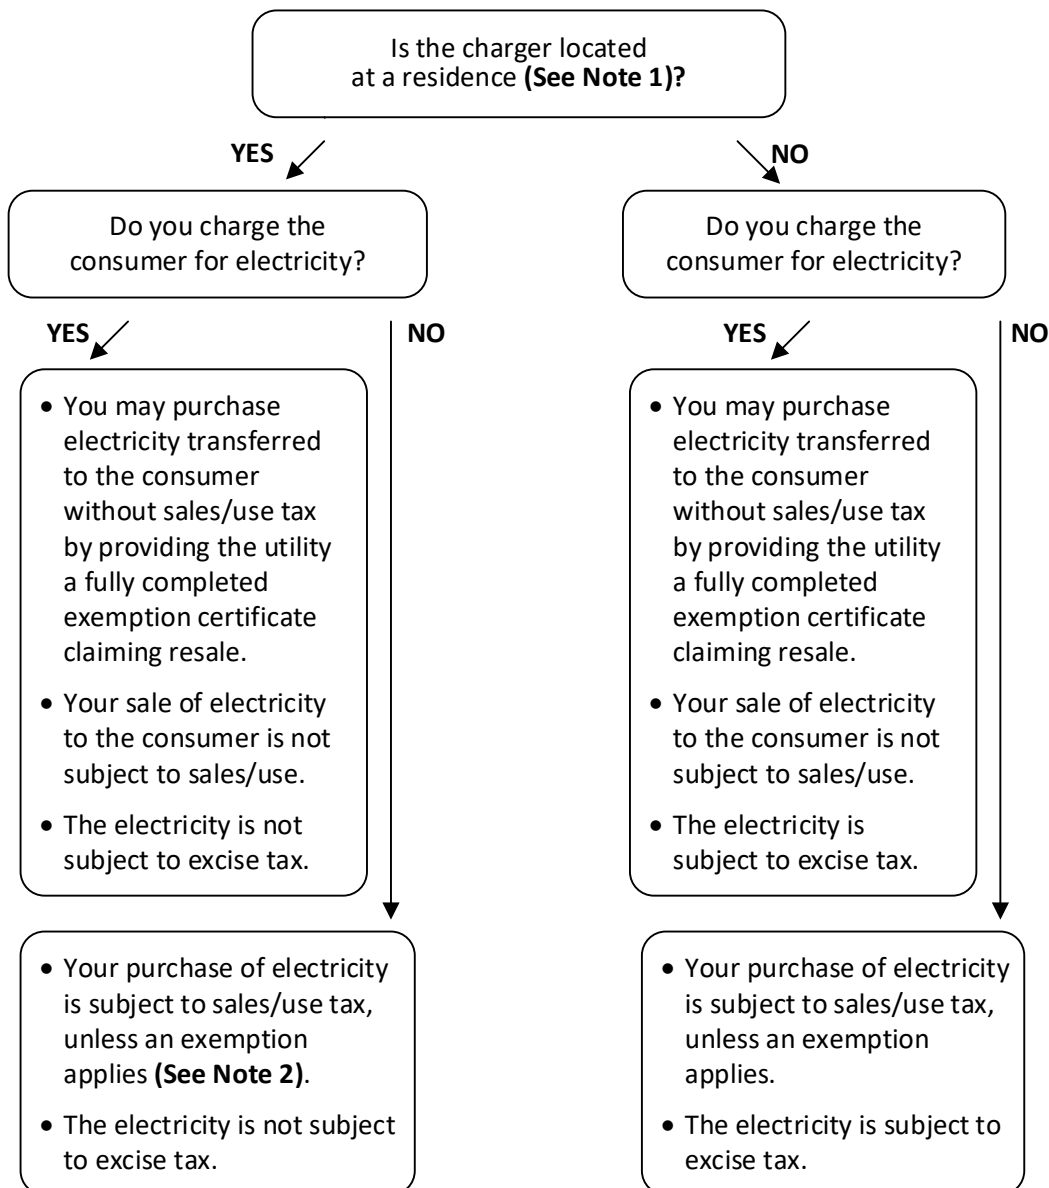 Is the charger located
at a residence (See Note 1)?
YES
NO
Do you charge the
consumer for electricity?
Do you charge the
consumer for electricity?
YES
NO
YES
NO
• You may purchase
electricity transferred
to the consumer
without sales/use tax
by providing the utility
a fully completed
exemption certificate
claiming resale.
• Your sale of electricity
to the consumer is not
subject to sales/use.
• The electricity is not
subject to excise tax.
• You may purchase
electricity transferred
to the consumer
without sales/use tax
by providing the utility
a fully completed
exemption certificate
claiming resale.
• Your sale of electricity
to the consumer is not
subject to sales/use.
• The electricity is
subject to excise tax.
• Your purchase of electricity
is subject to sales/use tax,
unless an exemption
applies (See Note 2).
• The electricity is not subject
to excise tax.
• Your purchase of electricity
is subject to sales/use tax,
unless an exemption
applies.
• The electricity is subject to
excise tax.